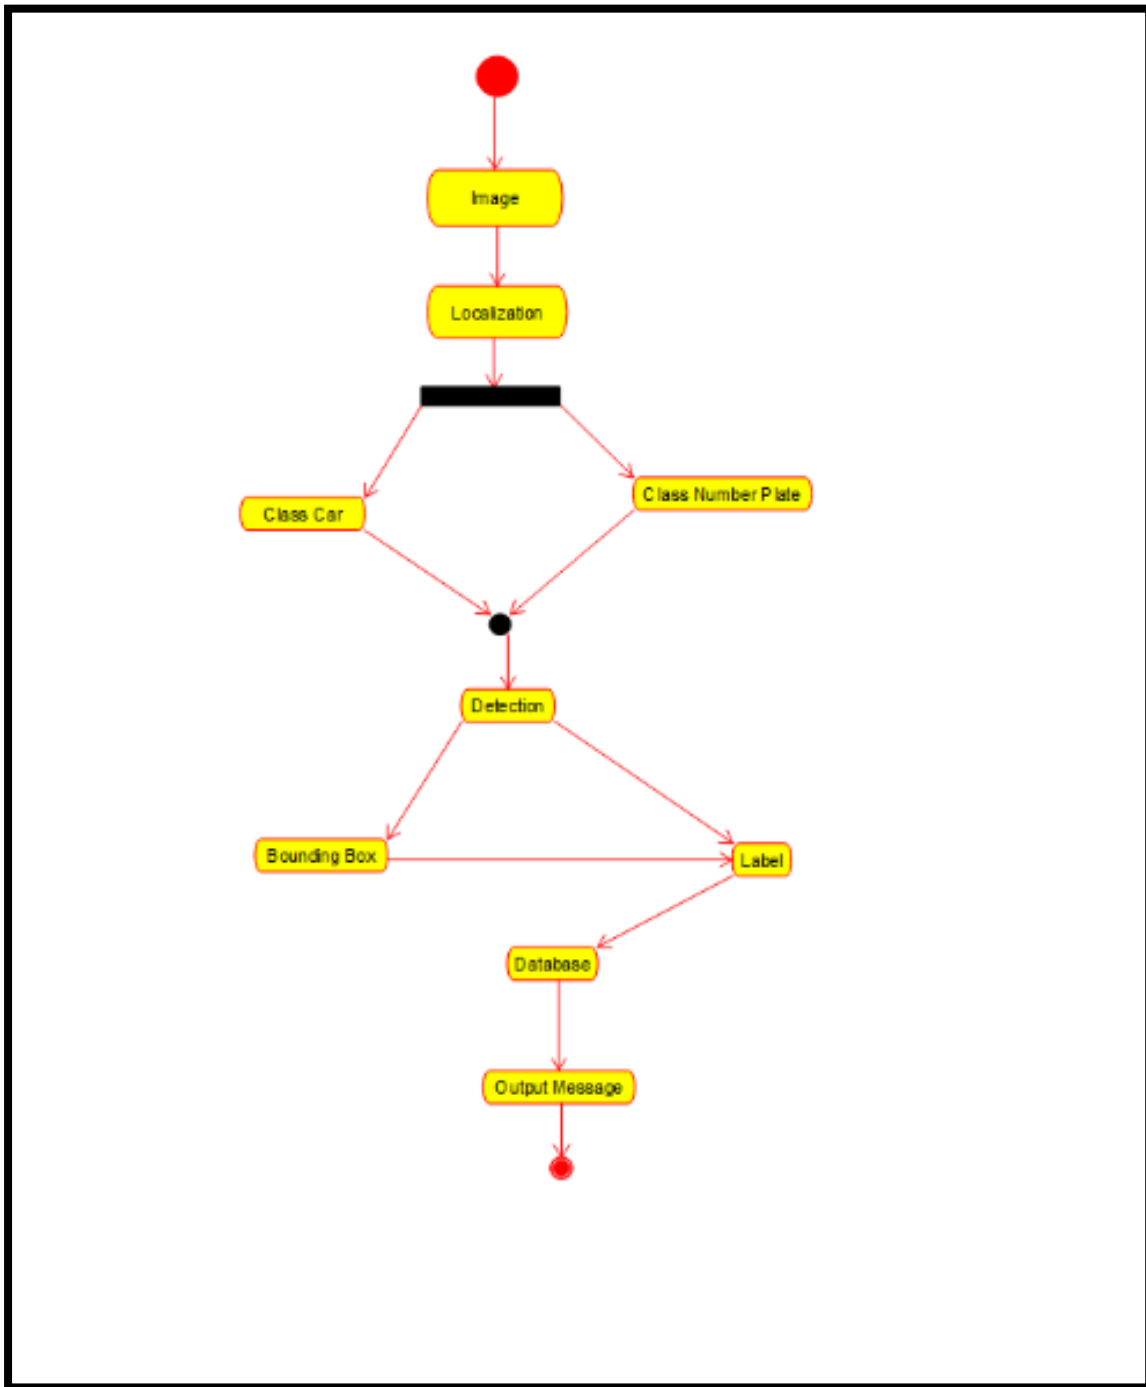 Image
Localization
Class Car
Class Number Plate
Detection
Bounding Box
Label
Database
Output Message